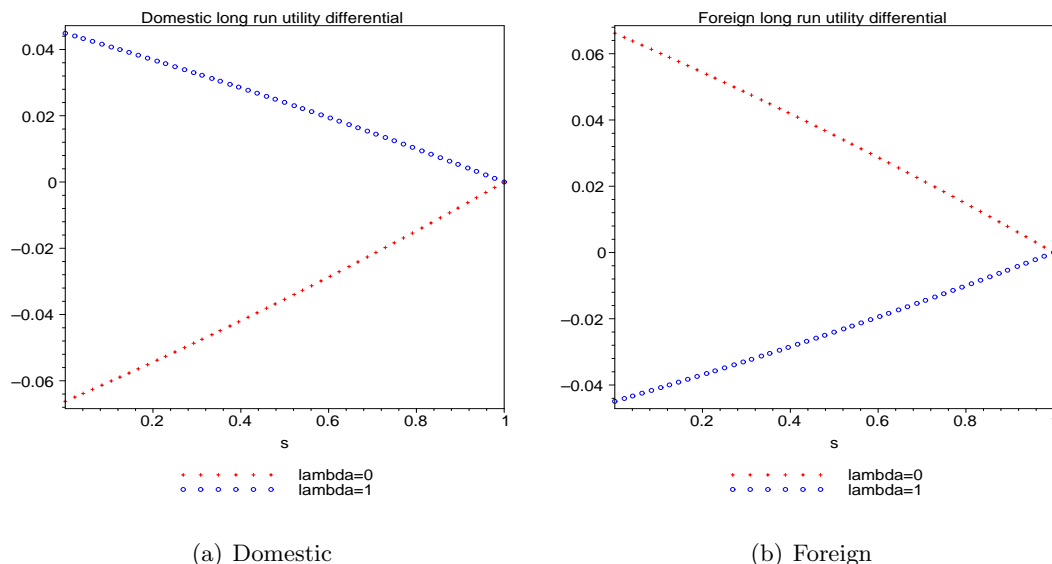 Domestic long run utility differential
0.04
0.02
0
−0.02
−0.04
−0.06
0.2 0.4 0.6 0.8 1
s
lambda=0
lambda=1
(a) Domestic
Foreign long run utility differential
0.06
0.04
0.02
0
−0.02
−0.04
0.2 0.4 0.6 0.8
s
lambda=0
lambda=1
(b) Foreign